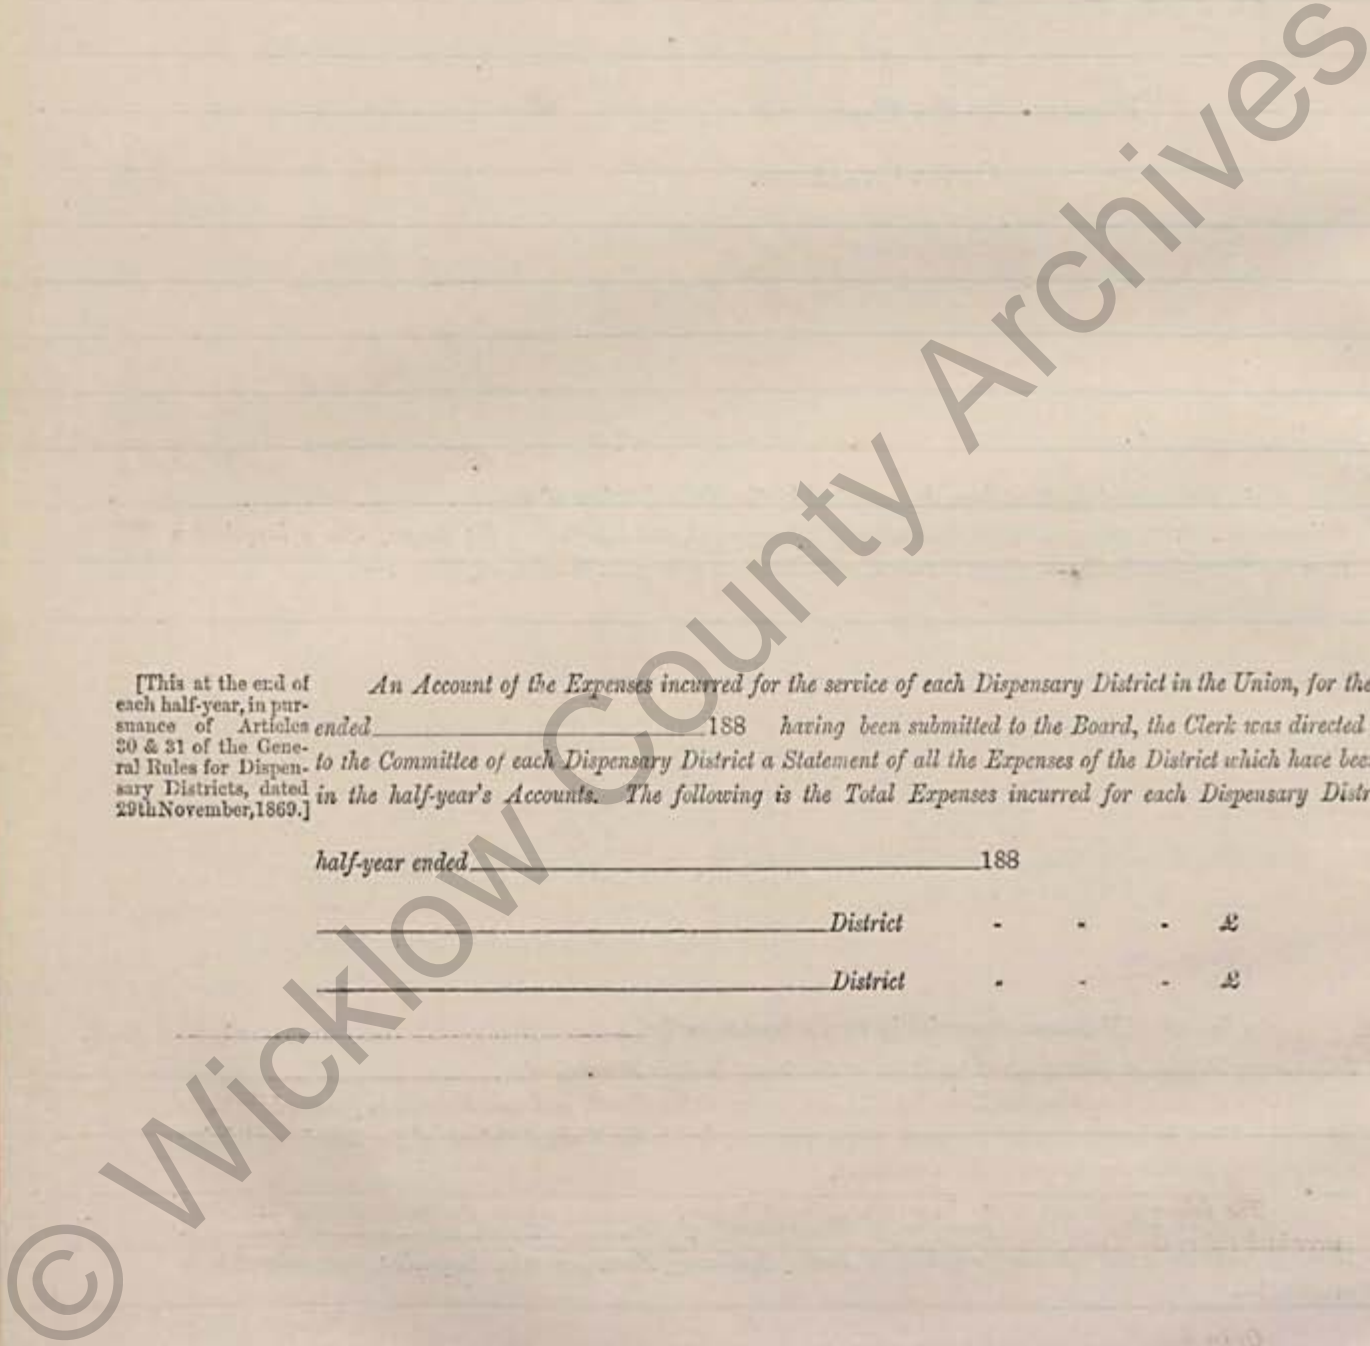 [This at the end of
each half-year, in pur-
suance of Articles
30 & 31 of the Gene-
ral Rules for Dispen-
sary Districts, dated
29th November, 1869.]
An Account of the Expenses incurred for the service of each Dispensary District in the Union, for the
ended 188 having been submitted to the Board, the Clerk was directed
to the Committee of each Dispensary District a Statement of all the Expenses of the District which have bee
in the half-year's Accounts. The following is the Total Expenses incurred for each Dispensary Distr
half-year ended 188
District - - - £
District - - - £
© Wicklow County Archives